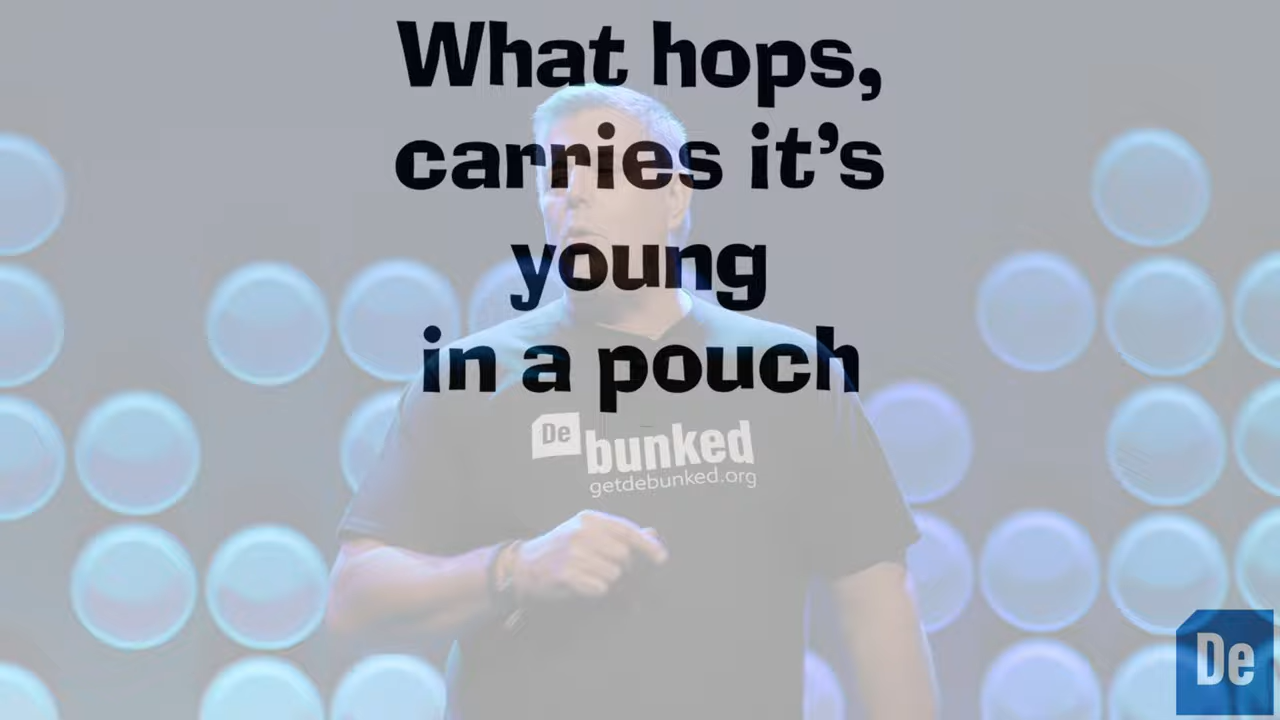 What hops,
carries it’s
young
in a pouch
De bunked
getdebunked.org
De